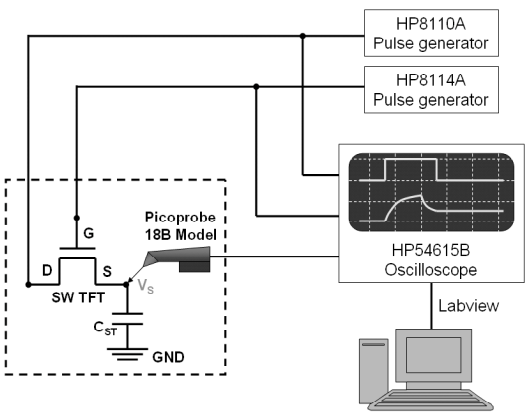 HP8110A
Pulse generator
HP8114A
Pulse generator
Picoprobe
18B Model
G
D
S
SW TFT
VS
CST
GND
HP54615B
Oscilloscope
Labview